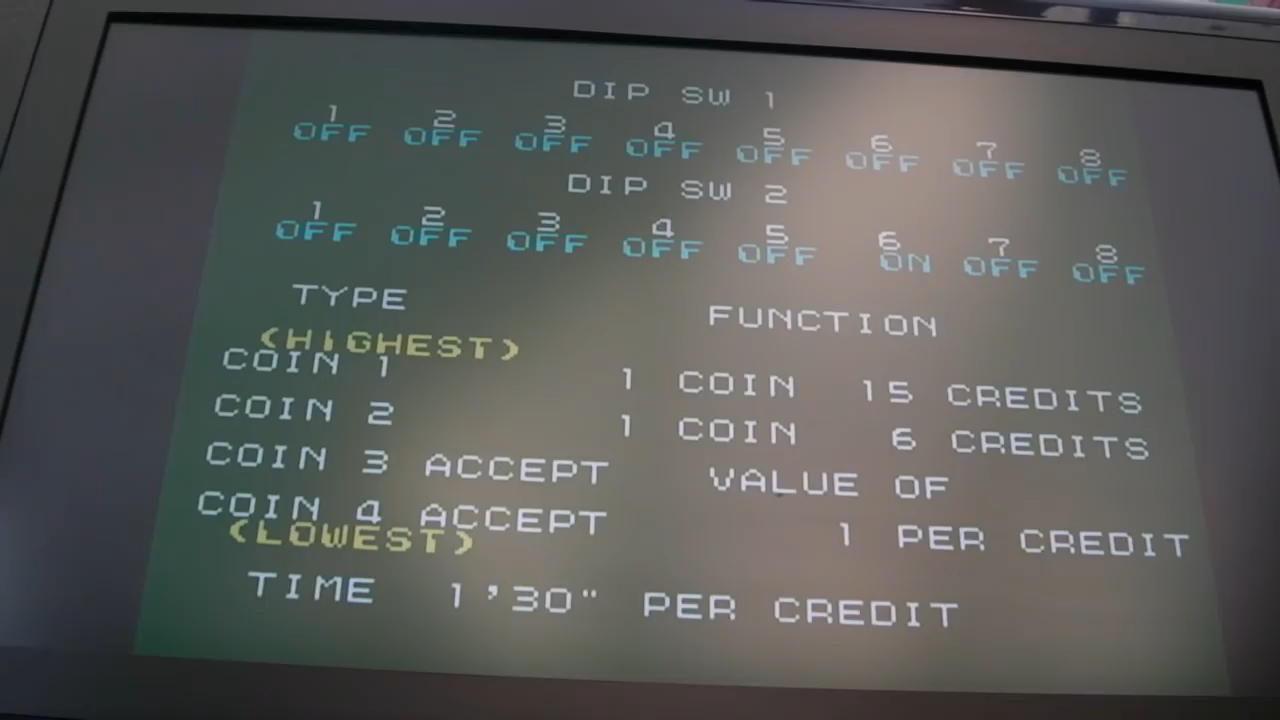 DIP SW 1
1 2 3 4 5 6 7 8
OFF OFF OFF OFF OFF OFF OFF OFF
DIP SW 2
1 2 3 4 5 6 7 8
OFF OFF OFF OFF OFF ON OFF OFF
TYPE FUNCTION
(HIGHEST)
COIN 1 1 COIN 15 CREDITS
COIN 2 1 COIN 6 CREDITS
COIN 3 ACCEPT VALUE OF
COIN 4 ACCEPT 1 PER CREDIT
(LOWEST)
TIME 1'30" PER CREDIT